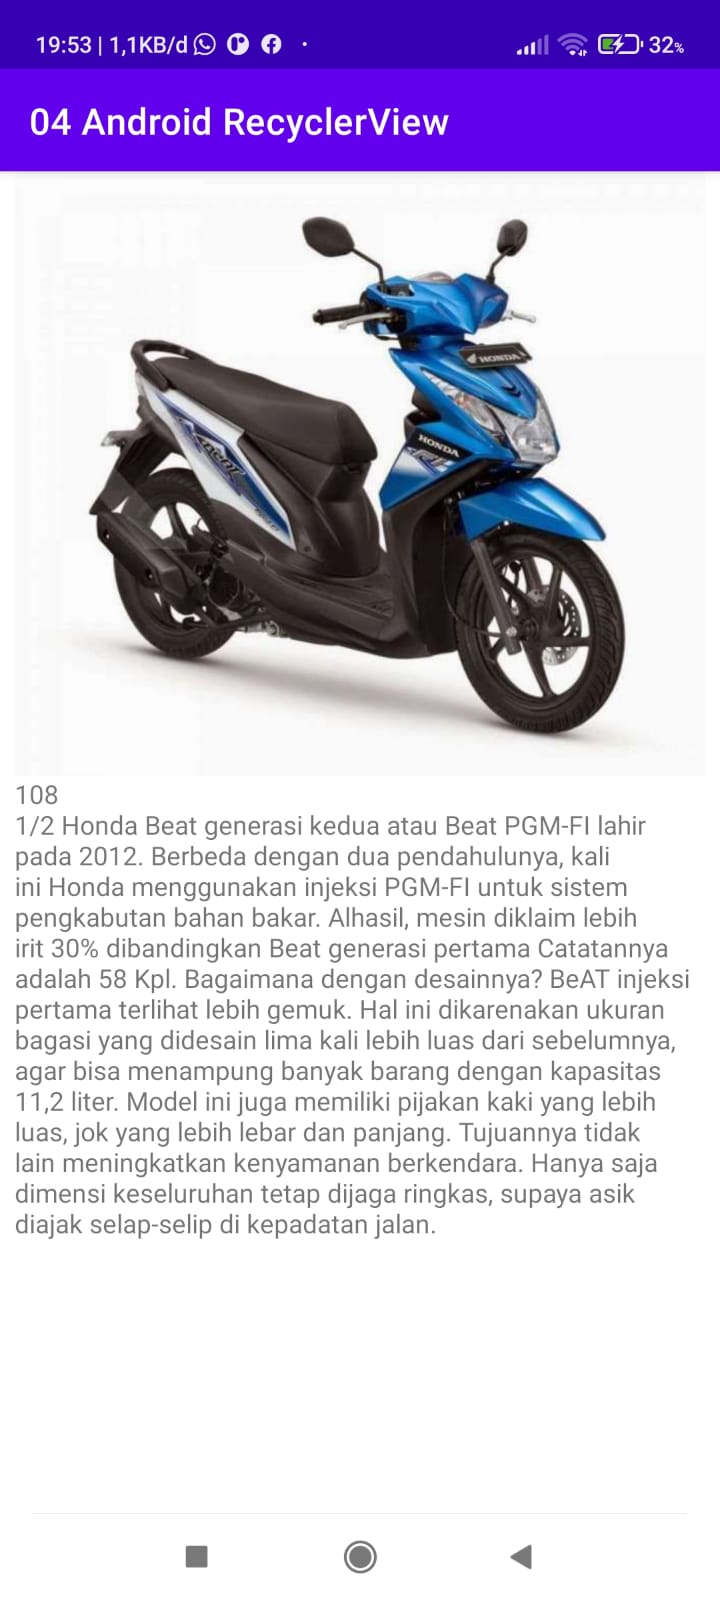 19:53 | 1,1KB/d
32%
04 Android RecyclerView
HONDA
HONDA
108
1/2 Honda Beat generasi kedua atau Beat PGM-FI lahir
pada 2012. Berbeda dengan dua pendahulunya, kali
ini Honda menggunakan injeksi PGM-FI untuk sistem
pengkabutan bahan bakar. Alhasil, mesin diklaim lebih
irit 30% dibandingkan Beat generasi pertama Catatannya
adalah 58 Kpl. Bagaimana dengan desainnya? BeAT injeksi
pertama terlihat lebih gemuk. Hal ini dikarenakan ukuran
bagasi yang didesain lima kali lebih luas dari sebelumnya,
agar bisa menampung banyak barang dengan kapasitas
11,2 liter. Model ini juga memiliki pijakan kaki yang lebih
luas, jok yang lebih lebar dan panjang. Tujuannya tidak
lain meningkatkan kenyamanan berkendara. Hanya saja
dimensi keseluruhan tetap dijaga ringkas, supaya asik
diajak selap-selip di kepadatan jalan.